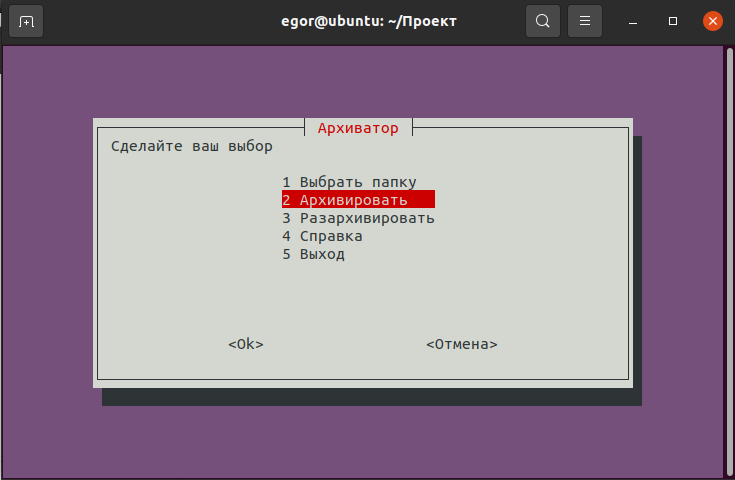 egor@ubuntu: ~/Проект
Архиватор
Сделайте ваш выбор
1 Выбрать папку
2 Архивировать
3 Разархивировать
4 Справка
5 Выход
<Ok> <Отмена>